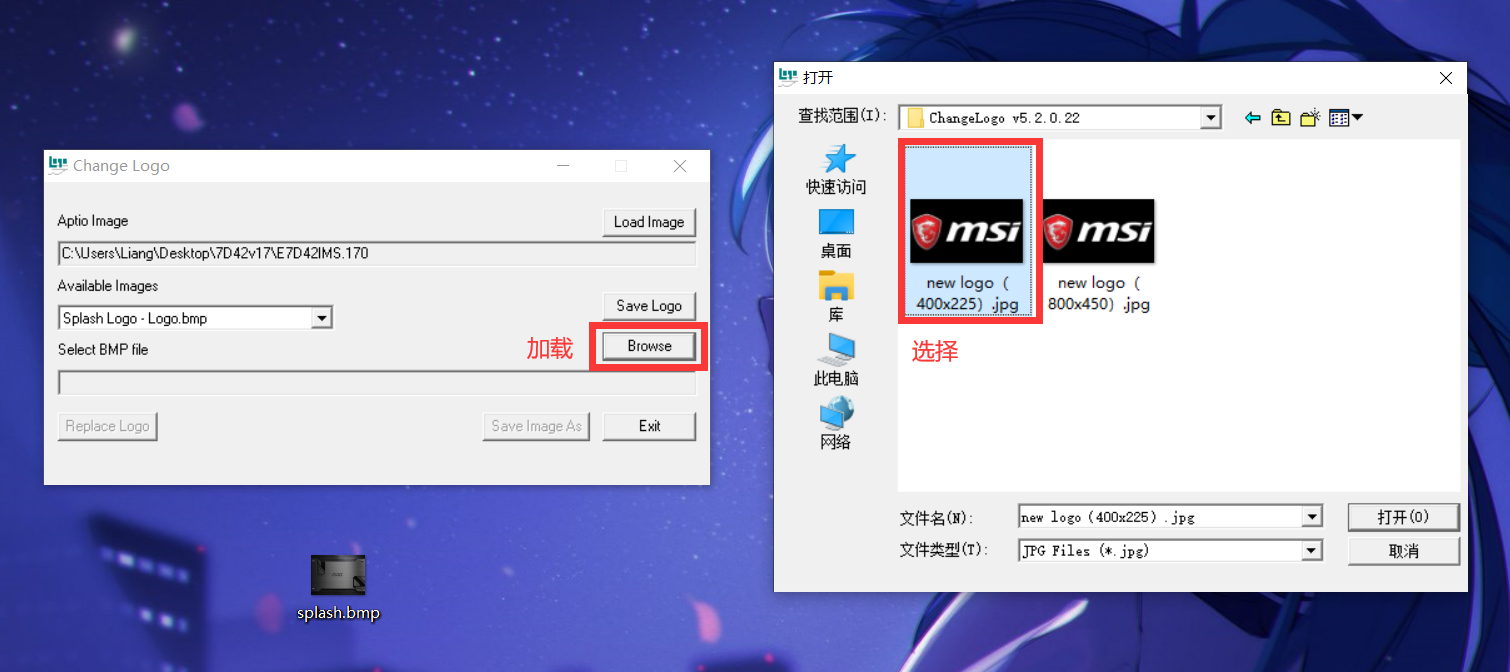 Change Logo
Aptio Image
Load Image
C:\Users\Liang\Desktop\7D42v17\E7D42IMS.170
Available Images
Save Logo
Splash Logo - Logo.bmp
加载
Browse
Select BMP file
Replace Logo
Save Image As
Exit
splash.bmp
打开
查找范围(I):
ChangeLogo v5.2.0.22
快速访问
桌面
库
此电脑
网络
msi
new logo（
400x225）.jpg
msi
new logo（
800x450）.jpg
选择
文件名(N):
new logo（400x225）.jpg
打开(O)
文件类型(T):
JPG Files (*.jpg)
取消